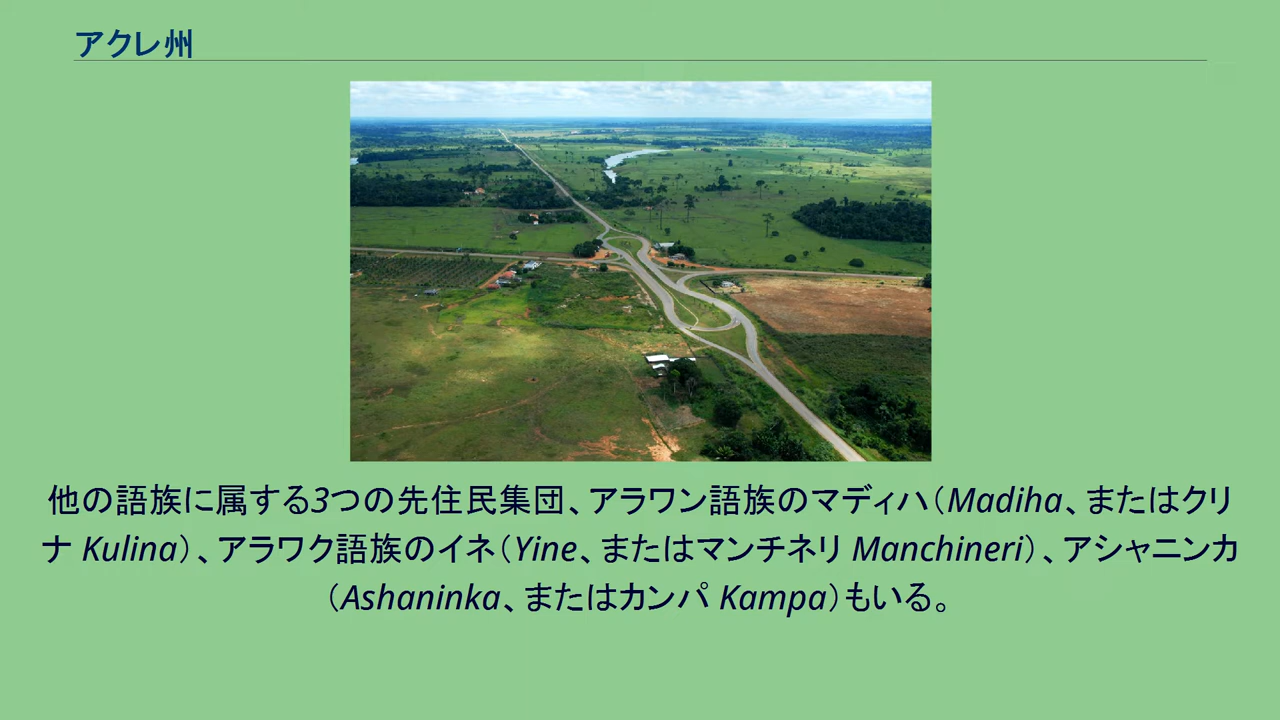 アクレ州
他の語族に属する3つの先住民集団、アラワン語族のマディハ（Madiha、またはクリ
ナ Kulina）、アラワク語族のイネ（Yine、またはマンチネリ Manchineri）、アシャニンカ
（Ashaninka、またはカンパ Kampa）もいる。